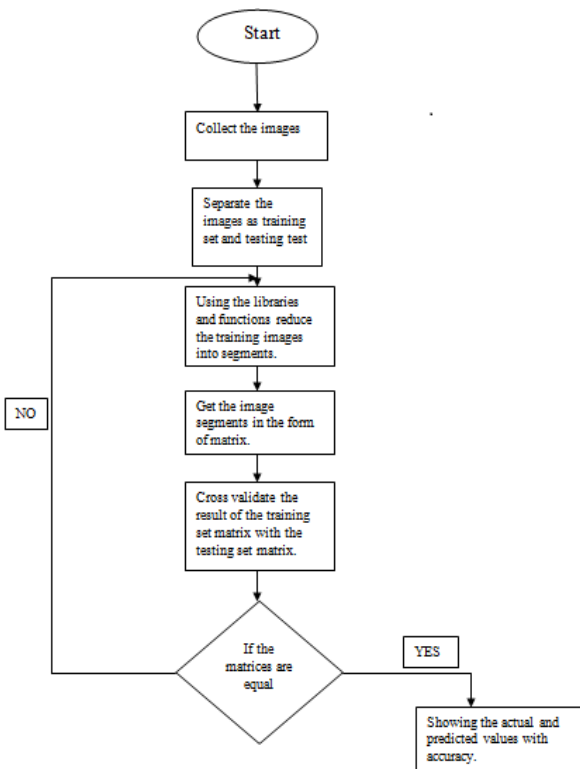 Start
Collect the images
Separate the
images as training
set and testing test
Using the libraries
and functions reduce
the training images
into segments.
NO
Get the image
segments in the form
of matrix.
Cross validate the
result of the training
set matrix with the
testing set matrix.
If the
matrices are
equal
YES
Showing the actual and
predicted values with
accuracy.